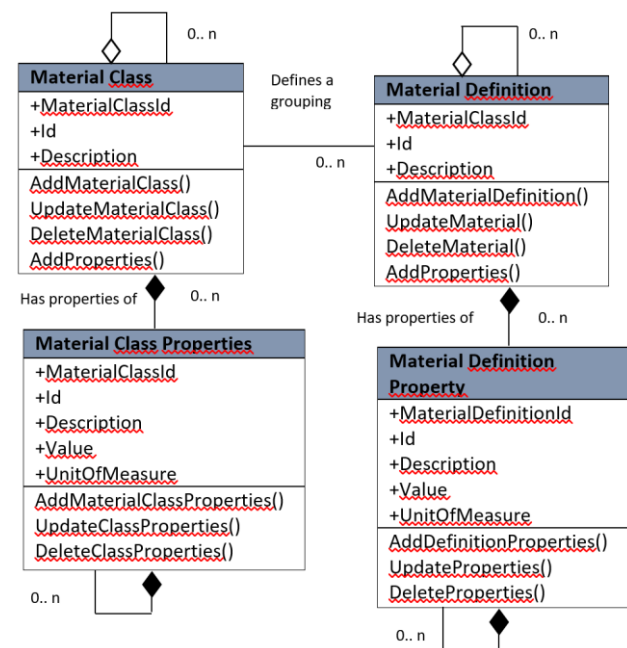 0.. n
Material Class
+MaterialClassId
+Id
+Description
AddMaterialClass()
UpdateMaterialClass()
DeleteMaterialClass()
AddProperties()
Defines a
grouping
0.. n
0.. n
Material Definition
+MaterialClassId
+Id
+Description
AddMaterialDefinition()
UpdateMaterial()
DeleteMaterial()
AddProperties()
Has properties of
0.. n
Material Class Properties
+MaterialClassId
+Id
+Description
+Value
+UnitOfMeasure
AddMaterialClassProperties()
UpdateClassProperties()
DeleteClassProperties()
0.. n
Has properties of
0.. n
Material Definition
Property
+MaterialDefinitionId
+Id
+Description
+Value
+UnitOfMeasure
AddDefinitionProperties()
UpdateProperties()
DeleteProperties()
0.. n